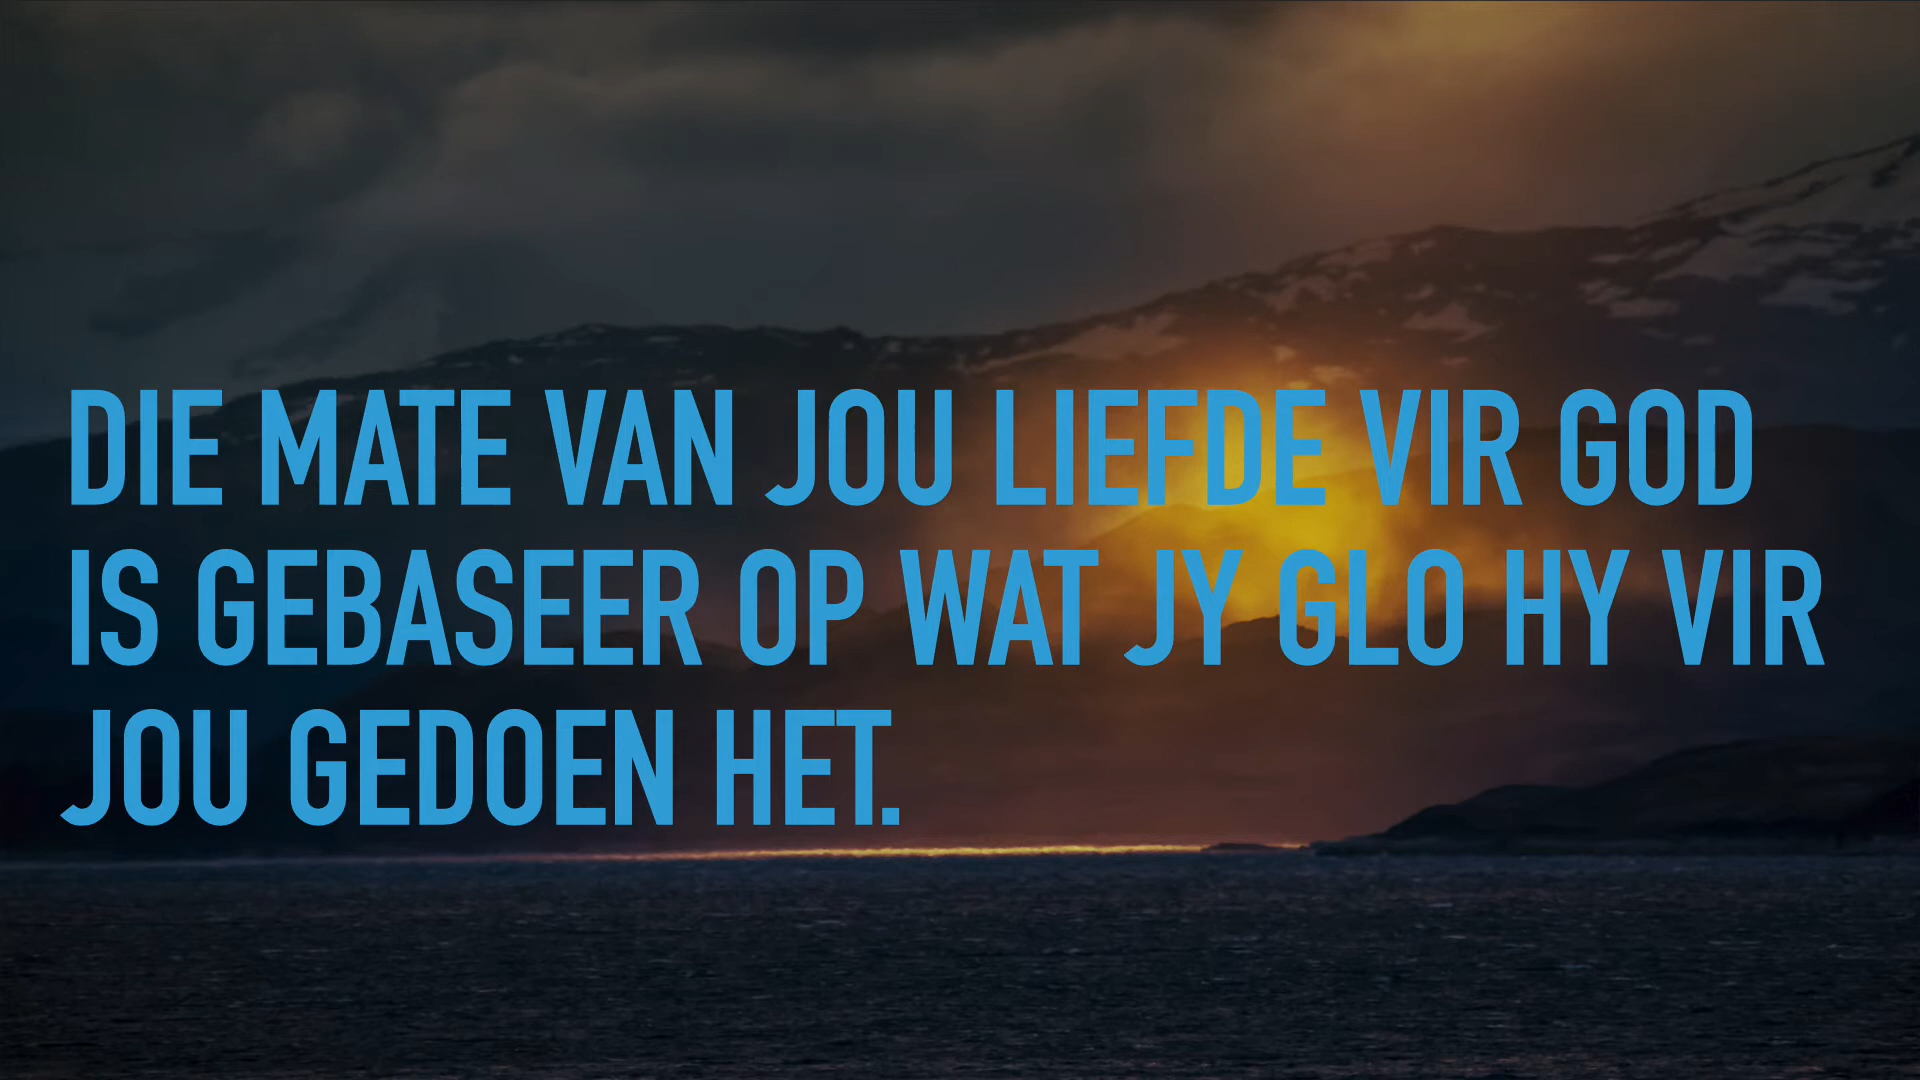 DIE MATE VAN JOU LIEFDE VIR GOD
IS GEBASEER OP WAT JY GLO HY VIR
JOU GEDOEN HET.